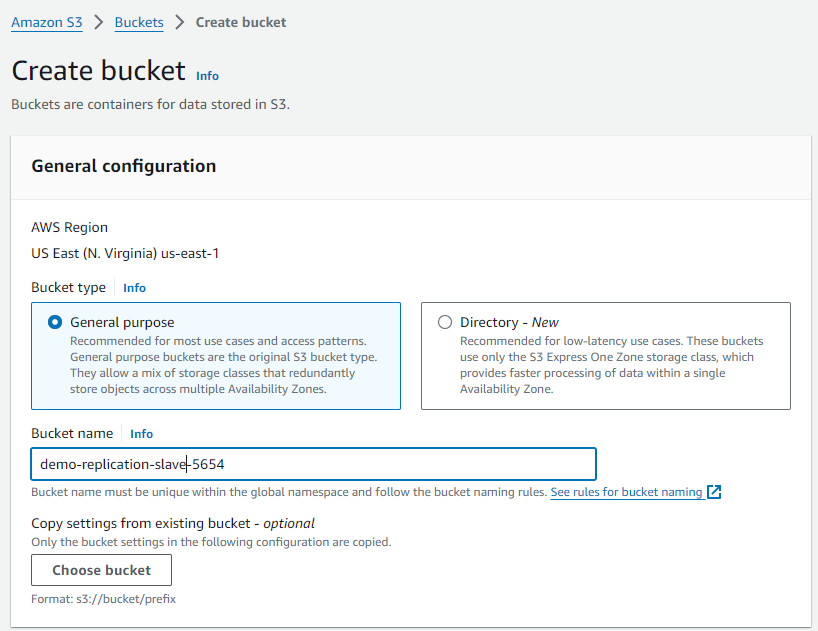 Amazon S3 > Buckets > Create bucket
Create bucket Info
Buckets are containers for data stored in S3.
General configuration
AWS Region
US East (N. Virginia) us-east-1
Bucket type Info
General purpose
Recommended for most use cases and access patterns.
General purpose buckets are the original S3 bucket type.
They allow a mix of storage classes that redundantly
store objects across multiple Availability Zones.
Directory - New
Recommended for low-latency use cases. These buckets
use only the S3 Express One Zone storage class, which
provides faster processing of data within a single
Availability Zone.
Bucket name Info
demo-replication-slave-5654
Bucket name must be unique within the global namespace and follow the bucket naming rules. See rules for bucket naming
Copy settings from existing bucket - optional
Only the bucket settings in the following configuration are copied.
Choose bucket
Format: s3://bucket/prefix